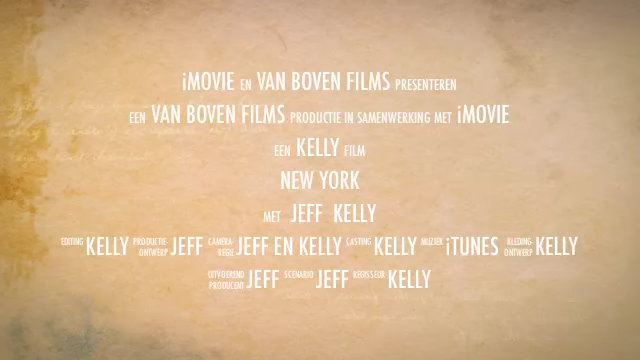 iMOVIE EN VAN BOVEN FILMS PRESENTEREN
EEN VAN BOVEN FILMS PRODUCTIE IN SAMENWERKING MET iMOVIE
EEN KELLY FILM
NEW YORK
MET JEFF KELLY
EDITING KELLY PRODUCTIE-ONTWERP JEFF CAMERA-REGIE JEFF EN KELLY CASTING KELLY MUZIEK iTUNES KLEDING-ONTWERP KELLY
UITVOEREND PRODUCENT JEFF SCENARIO JEFF REGISSEUR KELLY